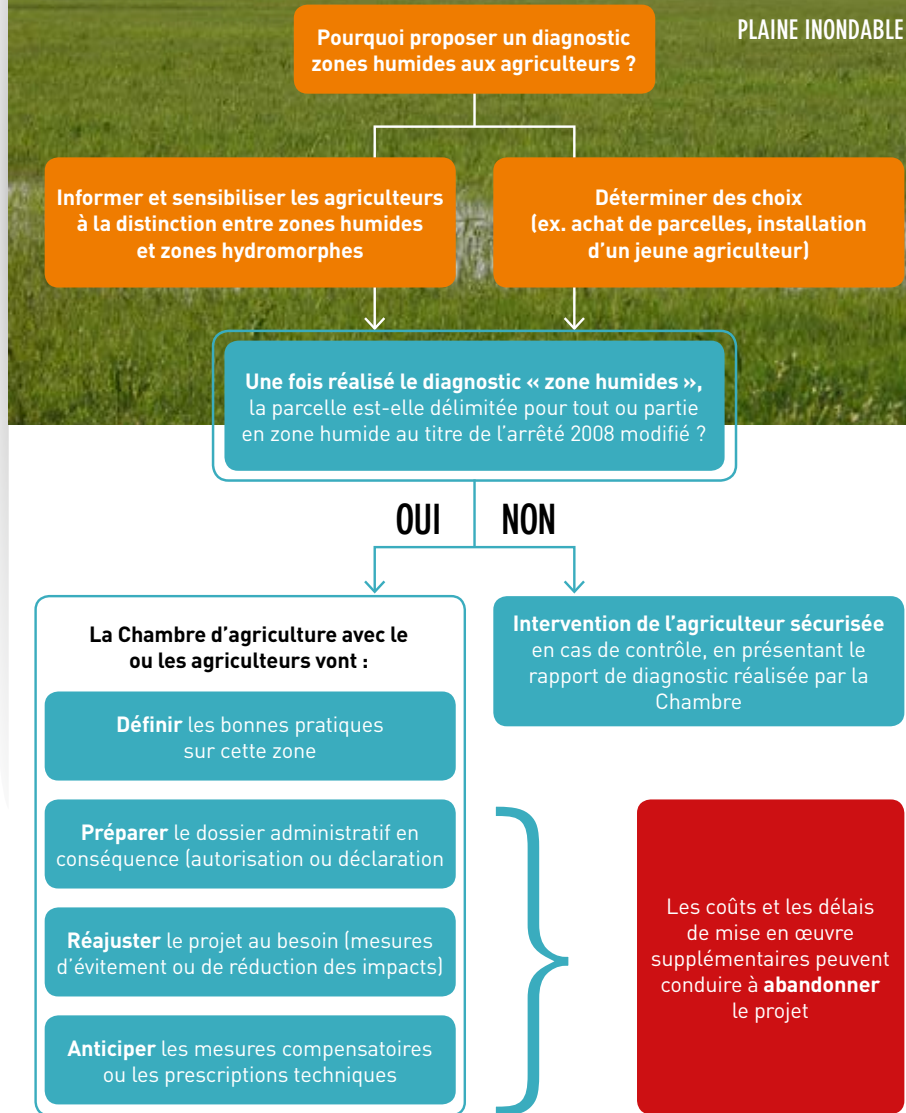 PLAINE INONDABLE
Pourquoi proposer un diagnostic
zones humides aux agriculteurs ?
Informer et sensibiliser les agriculteurs
à la distinction entre zones humides
et zones hydromorphes
Déterminer des choix
(ex. achat de parcelles, installation
d'un jeune agriculteur)
Une fois réalisé le diagnostic « zone humides »,
la parcelle est-elle délimitée pour tout ou partie
en zone humide au titre de l'arrêté 2008 modifié ?
OUI
NON
La Chambre d'agriculture avec le
ou les agriculteurs vont :
Définir les bonnes pratiques
sur cette zone
Préparer le dossier administratif en
conséquence (autorisation ou déclaration
Réajuster le projet au besoin (mesures
d'évitement ou de réduction des impacts)
Anticiper les mesures compensatoires
ou les prescriptions techniques
Intervention de l'agriculteur sécurisée
en cas de contrôle, en présentant le
rapport de diagnostic réalisée par la
Chambre
Les coûts et les délais
de mise en œuvre
supplémentaires peuvent
conduire à abandonner
le projet